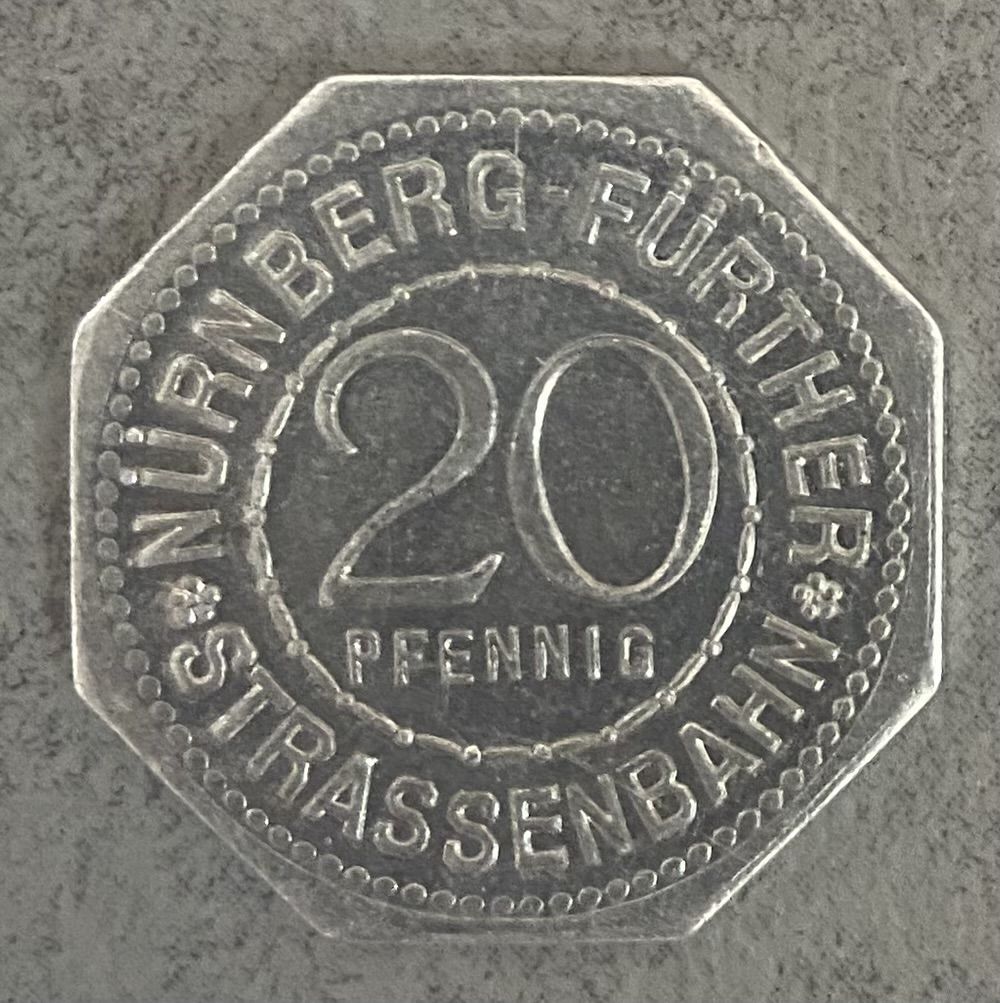 NÜRNBERG-FÜRTHER
20
PFENNIG
STRASSENBAHN